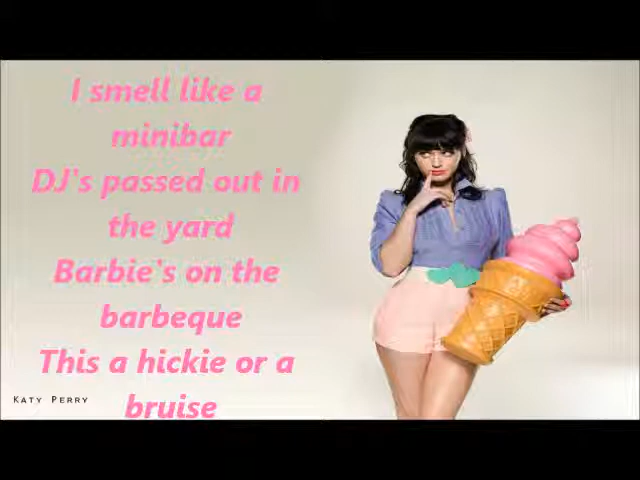 I smell like a
minibar
DJ's passed out in
the yard
Barbie's on the
barbeque
This a hickie or a
bruise
KATY PERRY